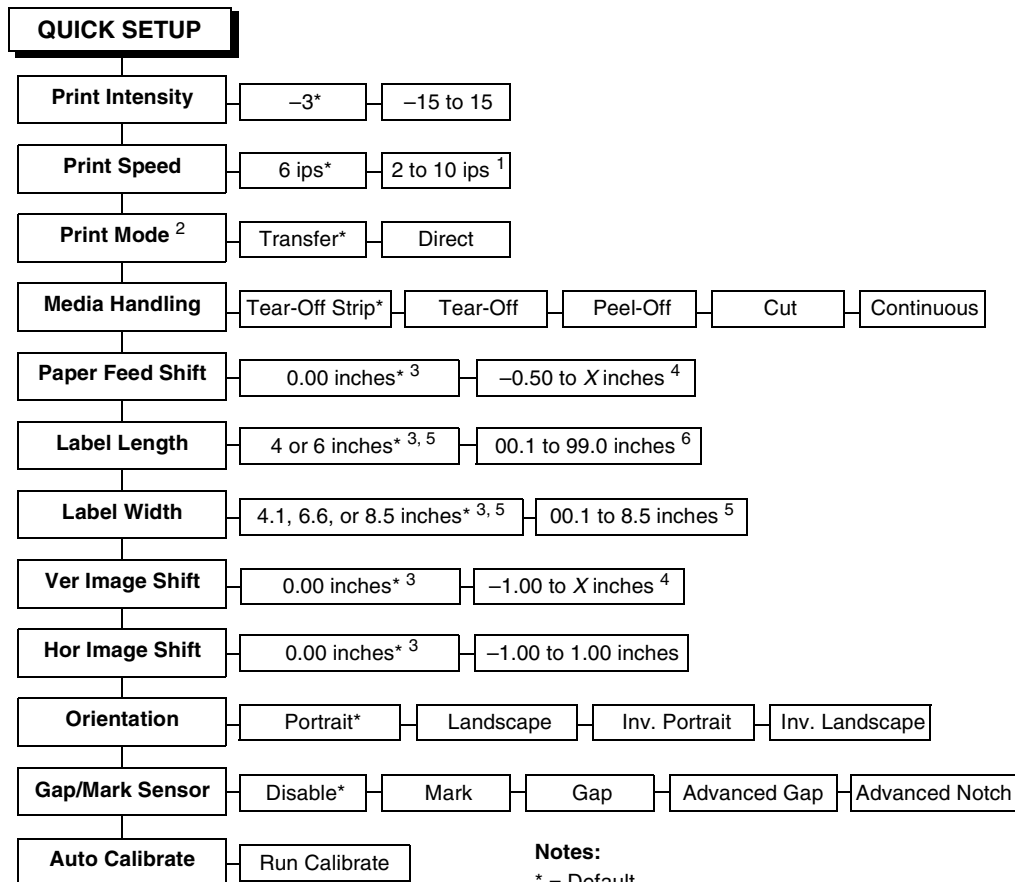 QUICK SETUP
Print Intensity –3* –15 to 15
Print Speed 6 ips* 2 to 10 ips 1
Print Mode 2 Transfer* Direct
Media Handling Tear-Off Strip* Tear-Off Peel-Off Cut Continuous
Paper Feed Shift 0.00 inches* 3 –0.50 to X inches 4
Label Length 4 or 6 inches* 3, 5 00.1 to 99.0 inches 6
Label Width 4.1, 6.6, or 8.5 inches* 3, 5 00.1 to 8.5 inches 5
Ver Image Shift 0.00 inches* 3 –1.00 to X inches 4
Hor Image Shift 0.00 inches* 3 –1.00 to 1.00 inches
Orientation Portrait* Landscape Inv. Portrait Inv. Landscape
Gap/Mark Sensor Disable* Mark Gap Advanced Gap Advanced Notch
Auto Calibrate Run Calibrate
Notes:
* = Default